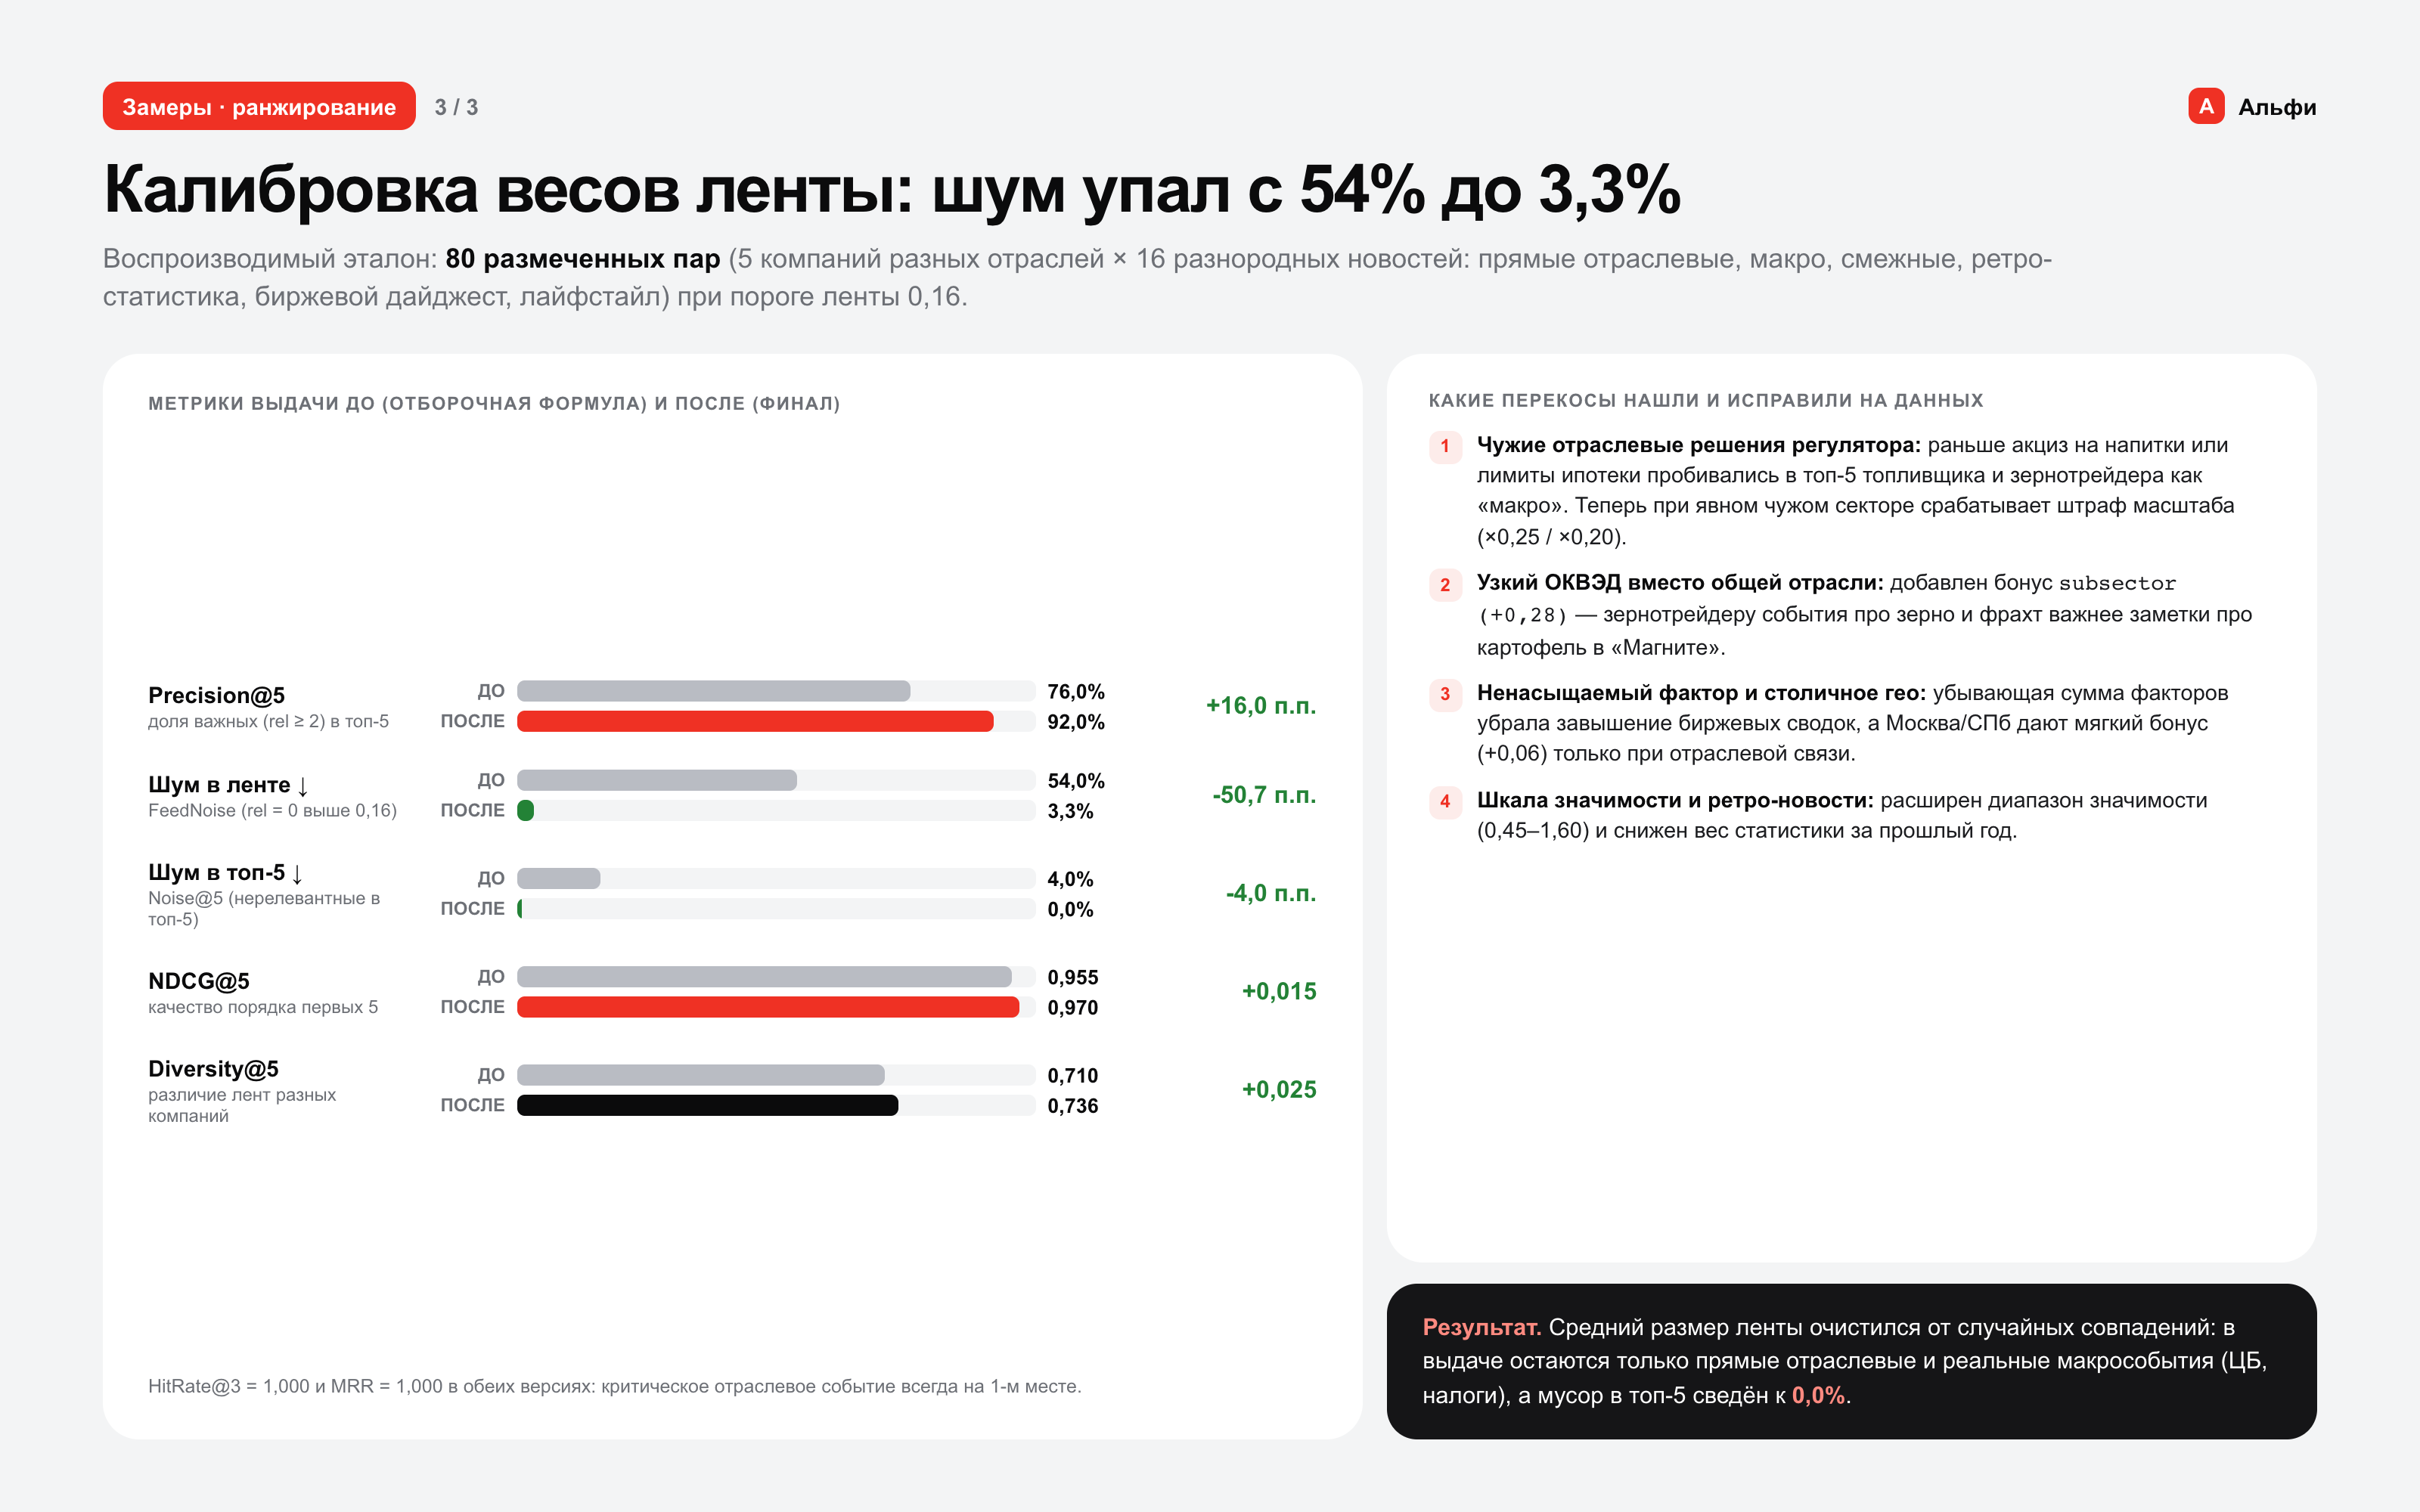 Замеры · ранжирование
3 / 3
A
Альфи
Калибровка весов ленты: шум упал с 54% до 3,3%
Воспроизводимый эталон: 80 размеченных пар (5 компаний разных отраслей × 16 разнородных новостей: прямые отраслевые, макро, смежные, ретро-
статистика, биржевой дайджест, лайфстайл) при пороге ленты 0,16.
МЕТРИКИ ВЫДАЧИ ДО (ОТБОРОЧНАЯ ФОРМУЛА) И ПОСЛЕ (ФИНАЛ)
Precision@5
доля важных (rel ≥ 2) в топ-5
ДО
76,0%
ПОСЛЕ
92,0%
+16,0 п.п.
Шум в ленте ↓
FeedNoise (rel = 0 выше 0,16)
ДО
54,0%
ПОСЛЕ
3,3%
-50,7 п.п.
Шум в топ-5 ↓
Noise@5 (нерелевантные в
топ-5)
ДО
4,0%
ПОСЛЕ
0,0%
-4,0 п.п.
NDCG@5
качество порядка первых 5
ДО
0,955
ПОСЛЕ
0,970
+0,015
Diversity@5
различие лент разных
компаний
ДО
0,710
ПОСЛЕ
0,736
+0,025
HitRate@3 = 1,000 и MRR = 1,000 в обеих версиях: критическое отраслевое событие всегда на 1-м месте.
КАКИЕ ПЕРЕКОСЫ НАШЛИ И ИСПРАВИЛИ НА ДАННЫХ
1
Чужие отраслевые решения регулятора: раньше акциз на напитки или
лимиты ипотеки пробивались в топ-5 топливщика и зернотрейдера как
«макро». Теперь при явном чужом секторе срабатывает штраф масштаба
(×0,25 / ×0,20).
2
Узкий ОКВЭД вместо общей отрасли: добавлен бонус subsector
(+0,28) — зернотрейдеру события про зерно и фрахт важнее заметки про
картофель в «Магните».
3
Ненасыщаемый фактор и столичное гео: убывающая сумма факторов
убрала завышение биржевых сводок, а Москва/СПб дают мягкий бонус
(+0,06) только при отраслевой связи.
4
Шкала значимости и ретро-новости: расширен диапазон значимости
(0,45–1,60) и снижен вес статистики за прошлый год.
Результат. Средний размер ленты очистился от случайных совпадений: в
выдаче остаются только прямые отраслевые и реальные макрособытия (ЦБ,
налоги), а мусор в топ-5 сведён к 0,0%.